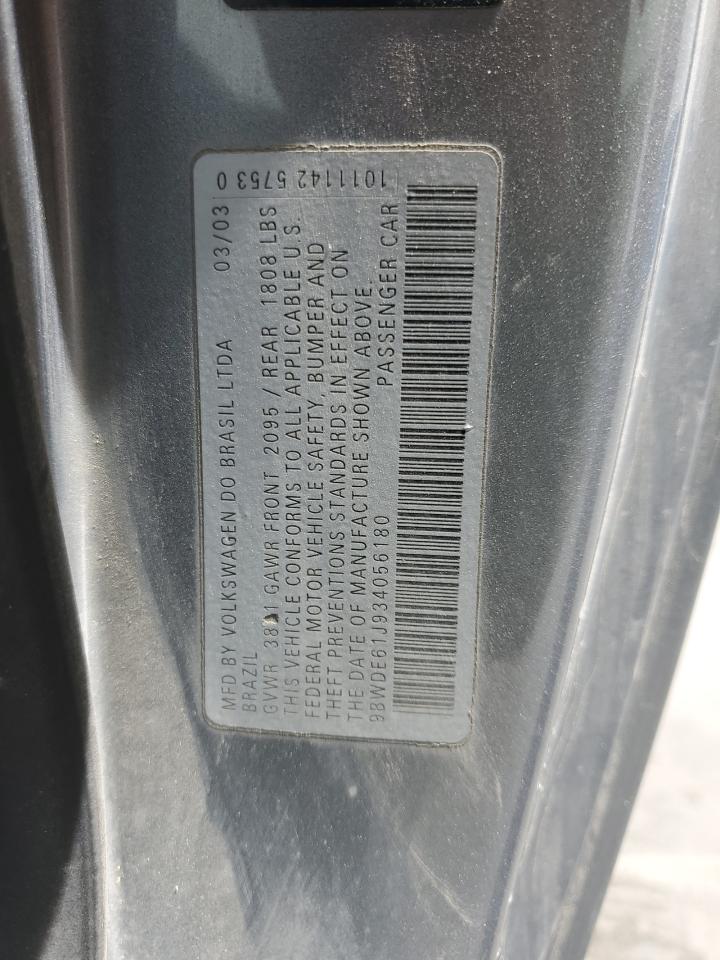 MFD BY VOLKSWAGEN DO BRASIL LTDA 03/03
BRAZIL
GVWR GAWR FRONT 2095 / REAR 1808 LBS
THIS VEHICLE CONFORMS TO ALL APPLICABLE U.S.
FEDERAL MOTOR VEHICLE SAFETY, BUMPER AND
THEFT PREVENTIONS STANDARDS IN EFFECT ON
THE DATE OF MANUFACTURE SHOWN ABOVE.
9BWDE61J934056180 PASSENGER CAR
1011142 5753 0